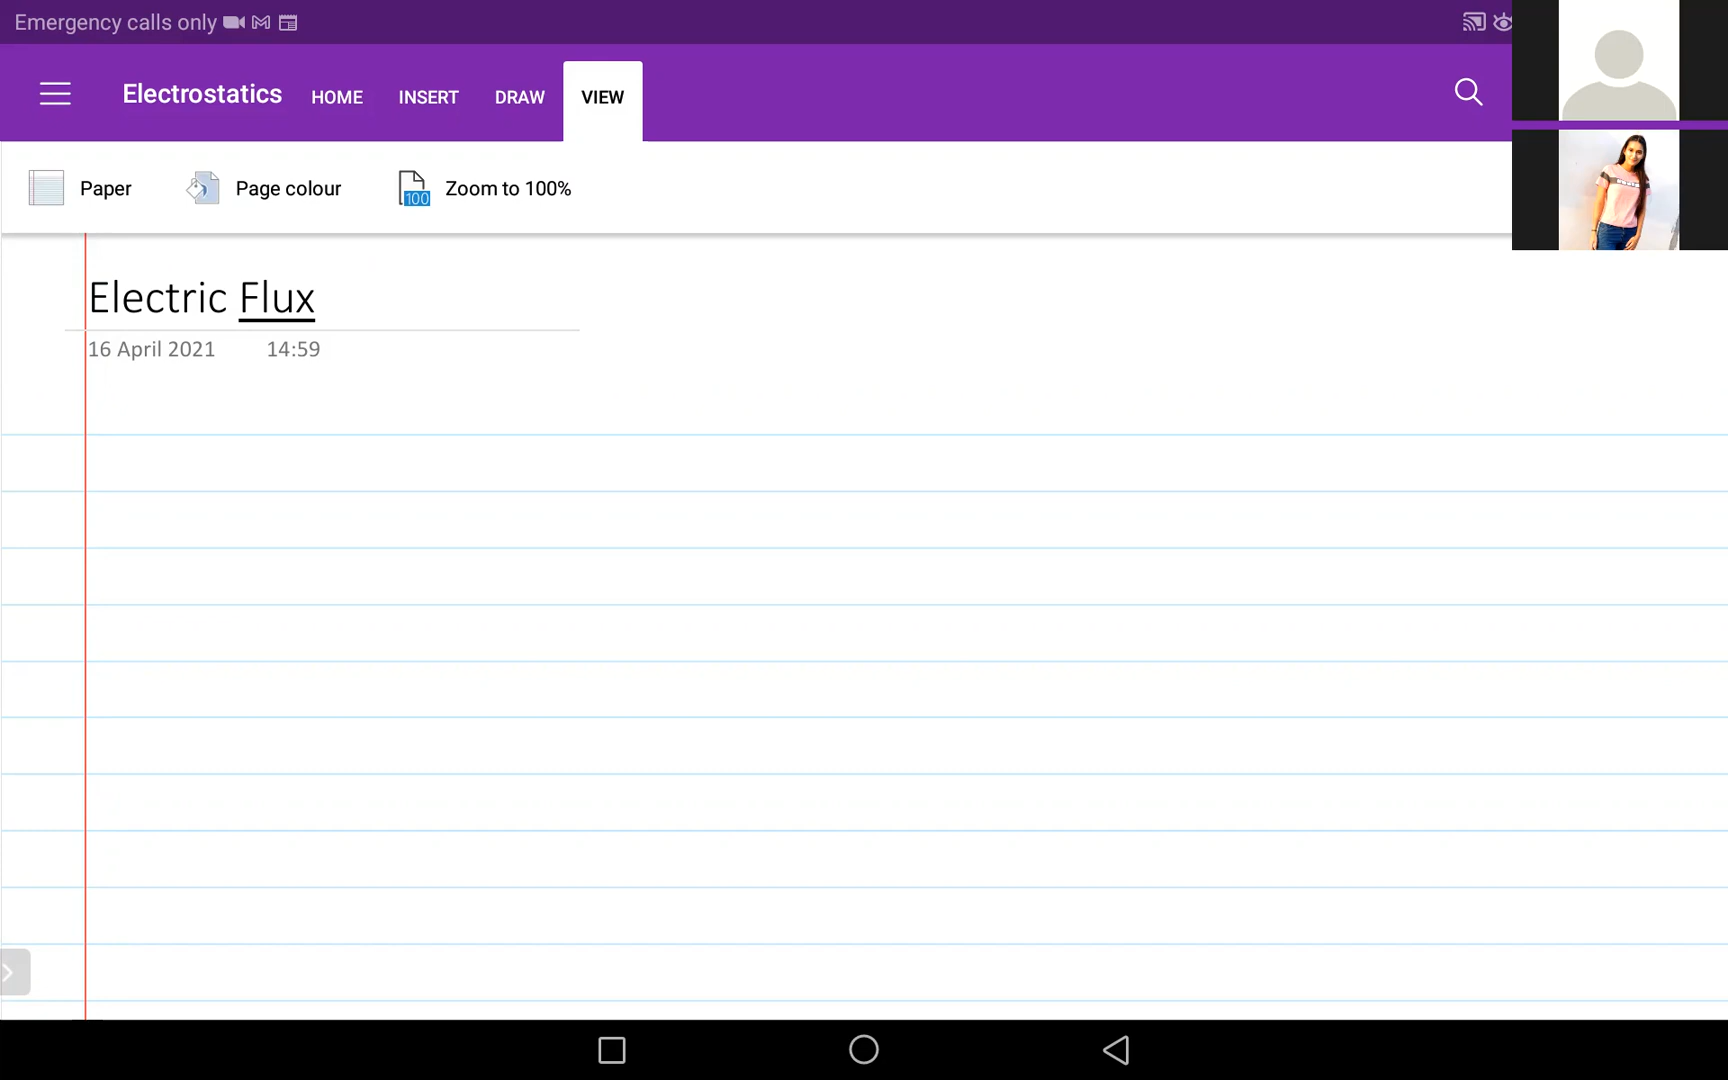 Emergency calls only
Electrostatics HOME INSERT DRAW VIEW
Paper Page colour 100 Zoom to 100%
Electric Flux
16 April 2021 14:59